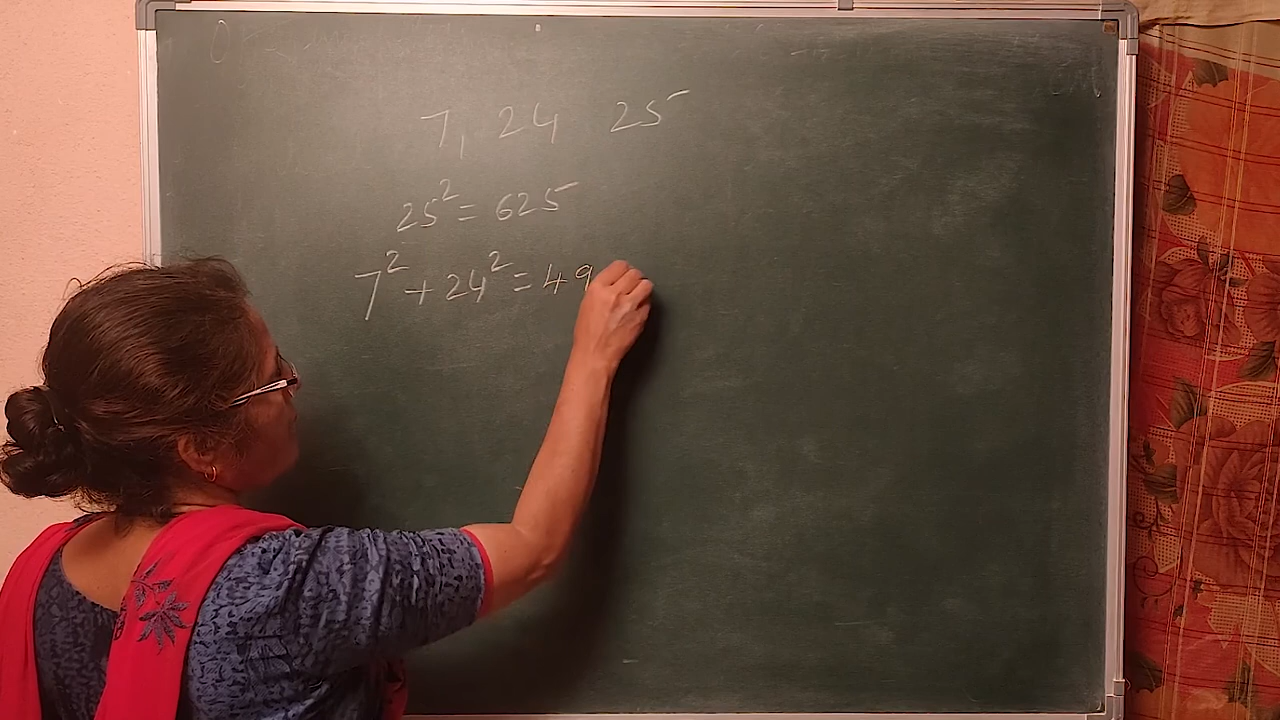 7, 24 25
25² = 625
7² + 24² = 49